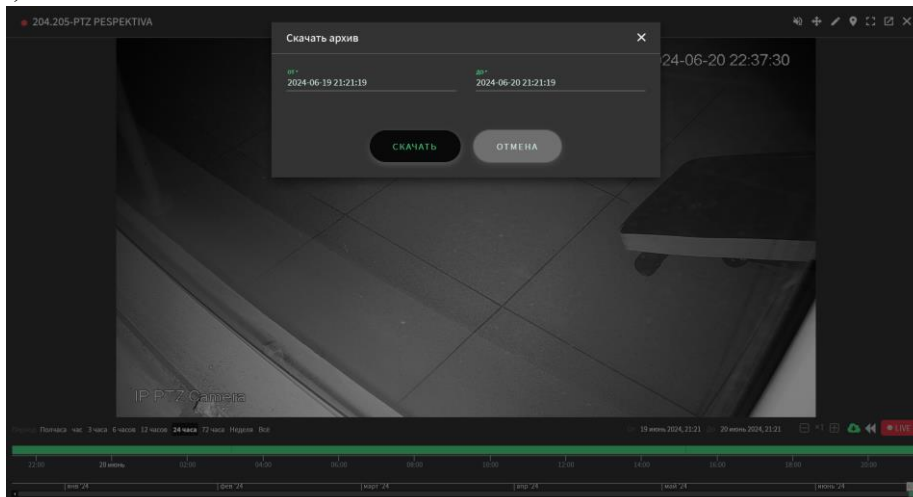 204.205-PTZ PESPEKTIVA
Скачать архив
24-06-20 22:37:30
от *
до *
2024-06-19 21:21:19
2024-06-20 21:21:19
СКАЧАТЬ
ОТМЕНА
IP PTZ Camera
Полчаса час 3 часа 6 часов 12 часов 24 часа 72 часа Неделя Всё
19 июнь 2024, 21:21
20 июнь 2024, 21:21
×1
LIVE
22:00 20 июнь 02:00 04:00 06:00 08:00 10:00 12:00 14:00 16:00 18:00 20:00
янв '24 фев '24 март '24 апр '24 май '24 июнь '24